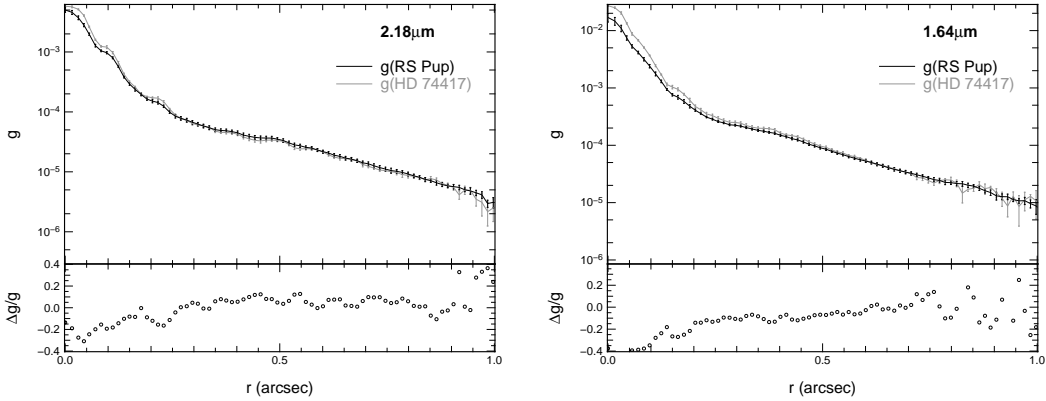 2.18μm
g(RS Pup)
g(HD 74417)
g
10⁻³
10⁻⁴
10⁻⁵
10⁻⁶
Δg/g
0.4
0.2
0.0
−0.2
−0.4
0.0
0.5
1.0
r (arcsec)
1.64μm
g(RS Pup)
g(HD 74417)
g
10⁻²
10⁻³
10⁻⁴
10⁻⁵
10⁻⁶
Δg/g
0.4
0.2
0.0
−0.2
−0.4
0.0
0.5
1.0
r (arcsec)